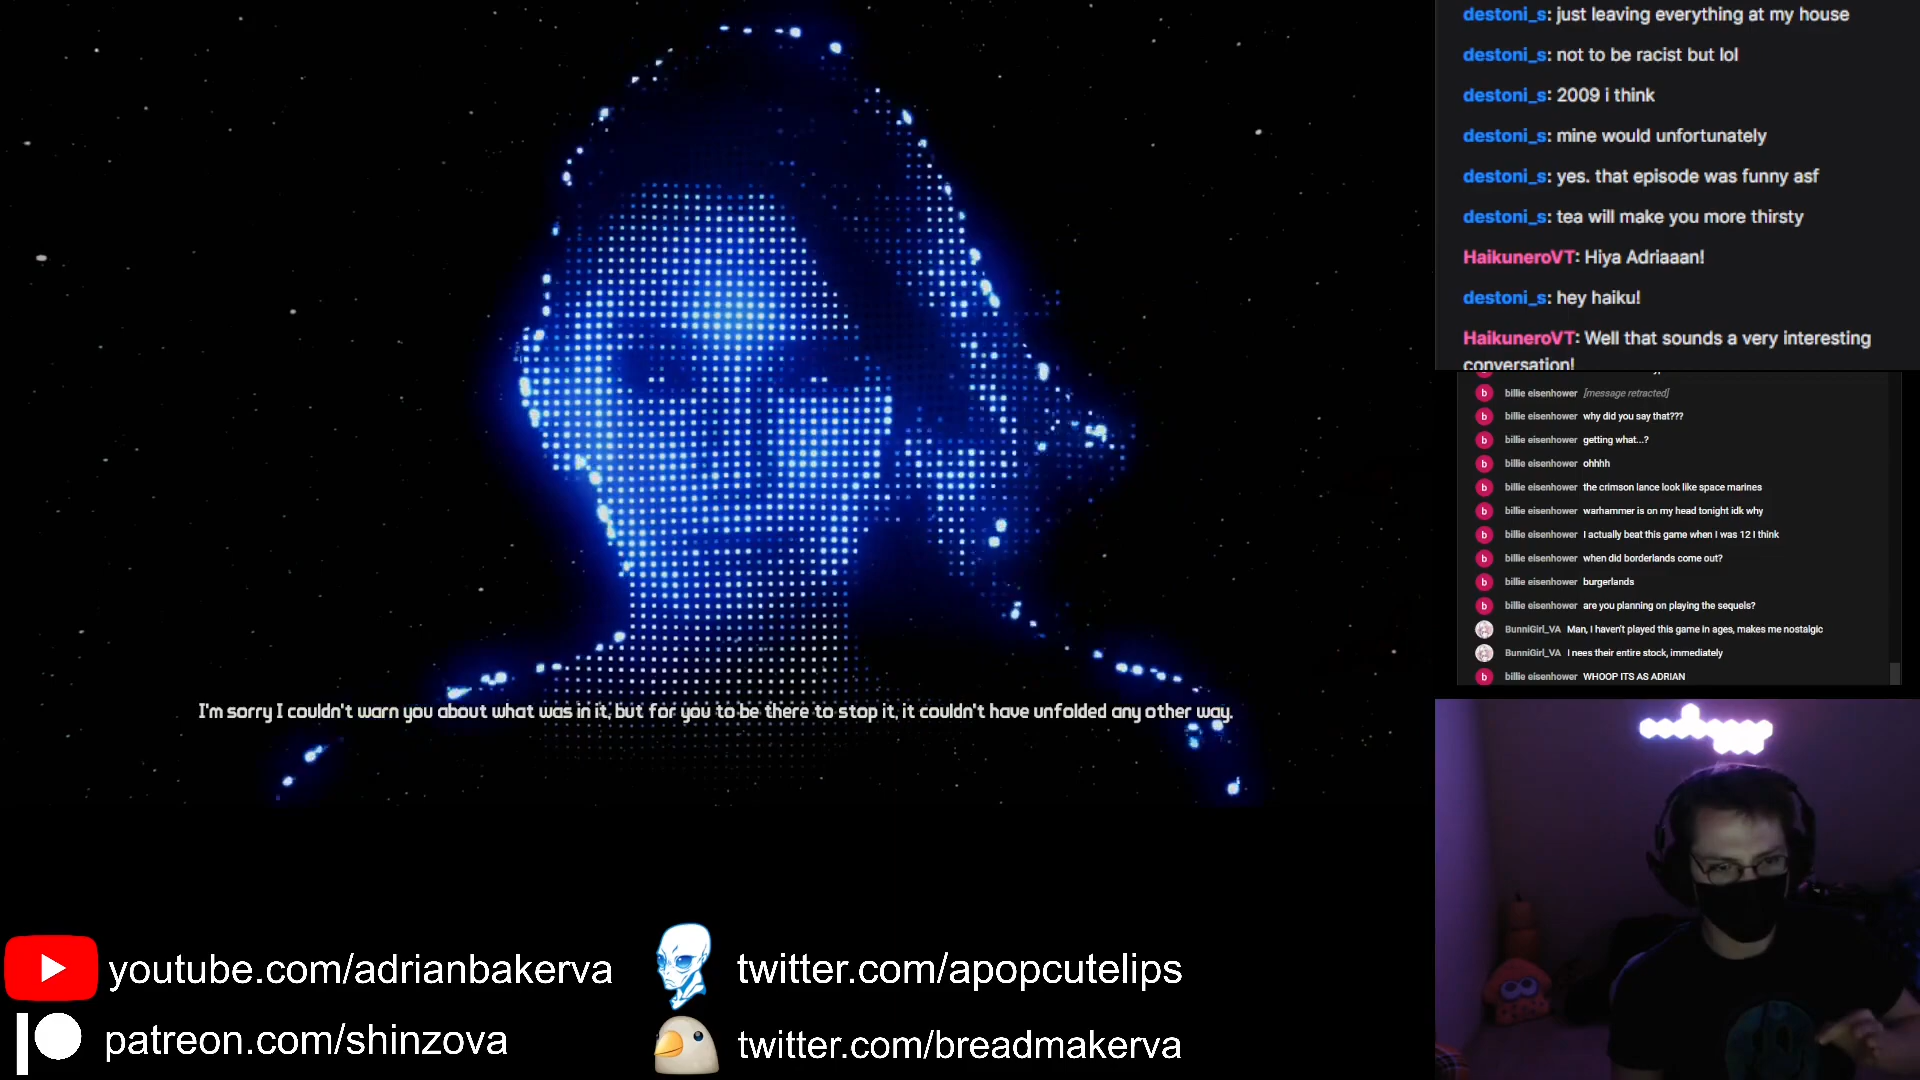 destoni_s: just leaving everything at my house
destoni_s: not to be racist but lol
destoni_s: 2009 i think
destoni_s: mine would unfortunately
destoni_s: yes. that episode was funny asf
destoni_s: tea will make you more thirsty
HaikuneroVT: Hiya Adriaaan!
destoni_s: hey haiku!
HaikuneroVT: Well that sounds a very interesting
conversation!
b billie eisenhower [message retracted]
b billie eisenhower why did you say that???
b billie eisenhower getting what...?
b billie eisenhower ohhhh
b billie eisenhower the crimson lance look like space marines
b billie eisenhower warhammer is on my head tonight idk why
b billie eisenhower I actually beat this game when I was 12 I think
b billie eisenhower when did borderlands come out?
b billie eisenhower burgerlands
b billie eisenhower are you planning on playing the sequels?
BunniGirl_VA Man, I haven't played this game in ages, makes me nostalgic
BunniGirl_VA I nees their entire stock, immediately
b billie eisenhower WHOOP ITS AS ADRIAN
I'm sorry I couldn't warn you about what was in it, but for you to be there to stop it, it couldn't have unfolded any other way.
youtube.com/adrianbakerva
twitter.com/apopcutelips
patreon.com/shinzova
twitter.com/breadmakerva